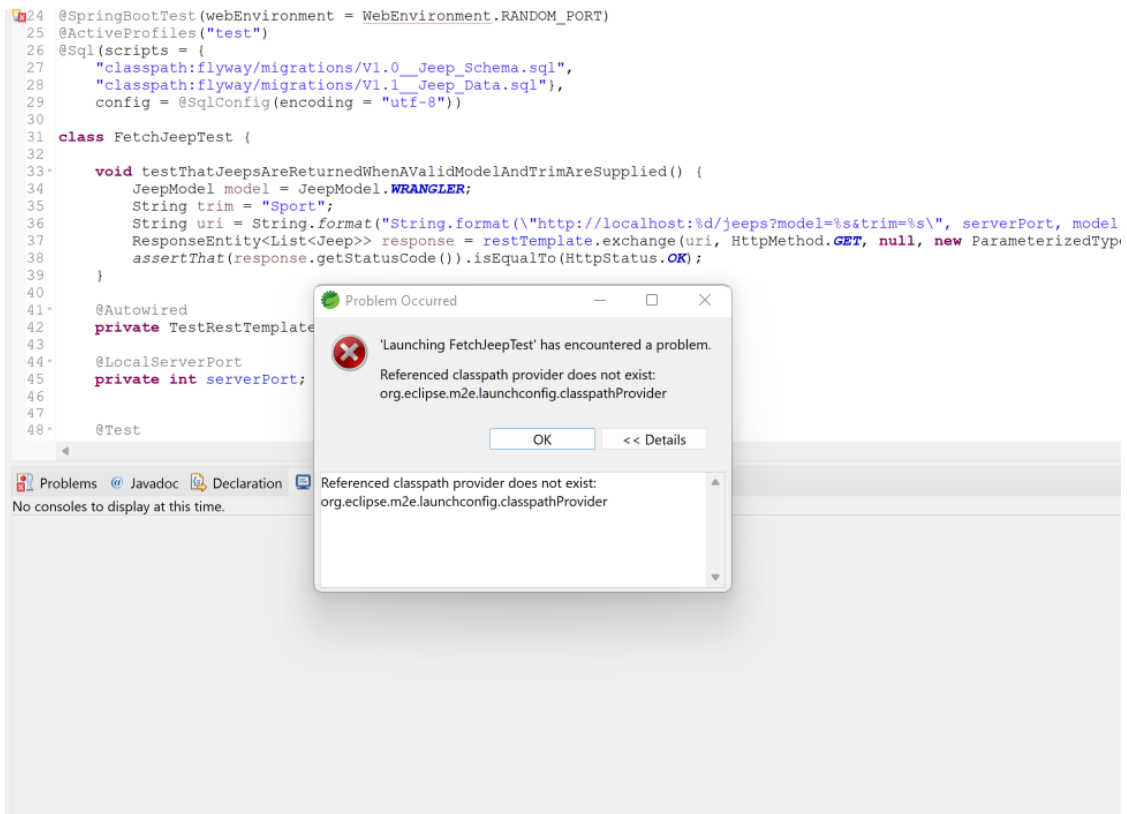 24 @SpringBootTest(webEnvironment = WebEnvironment.RANDOM_PORT)
25 @ActiveProfiles("test")
26 @Sql(scripts = {
27     "classpath:flyway/migrations/V1.0__Jeep_Schema.sql",
28     "classpath:flyway/migrations/V1.1__Jeep_Data.sql"},
29     config = @SqlConfig(encoding = "utf-8"))
30
31 class FetchJeepTest {
32
33     void testThatJeepsAreReturnedWhenAValidModelAndTrimAreSupplied() {
34         JeepModel model = JeepModel.WRANGLER;
35         String trim = "Sport";
36         String uri = String.format("String.format(\"http://localhost:%d/jeeps?model=%s&trim=%s\", serverPort, model
37         ResponseEntity<List<Jeep>> response = restTemplate.exchange(uri, HttpMethod.GET, null, new ParameterizedType
38         assertThat(response.getStatusCode()).isEqualTo(HttpStatus.OK);
39     }
40
41     @Autowired
42     private TestRestTemplate
43
44     @LocalServerPort
45     private int serverPort;
46
47
48     @Test
Problem Occurred
'Launching FetchJeepTest' has encountered a problem.
Referenced classpath provider does not exist:
org.eclipse.m2e.launchconfig.classpathProvider
OK
<< Details
Referenced classpath provider does not exist:
org.eclipse.m2e.launchconfig.classpathProvider
Problems @ Javadoc Declaration
No consoles to display at this time.